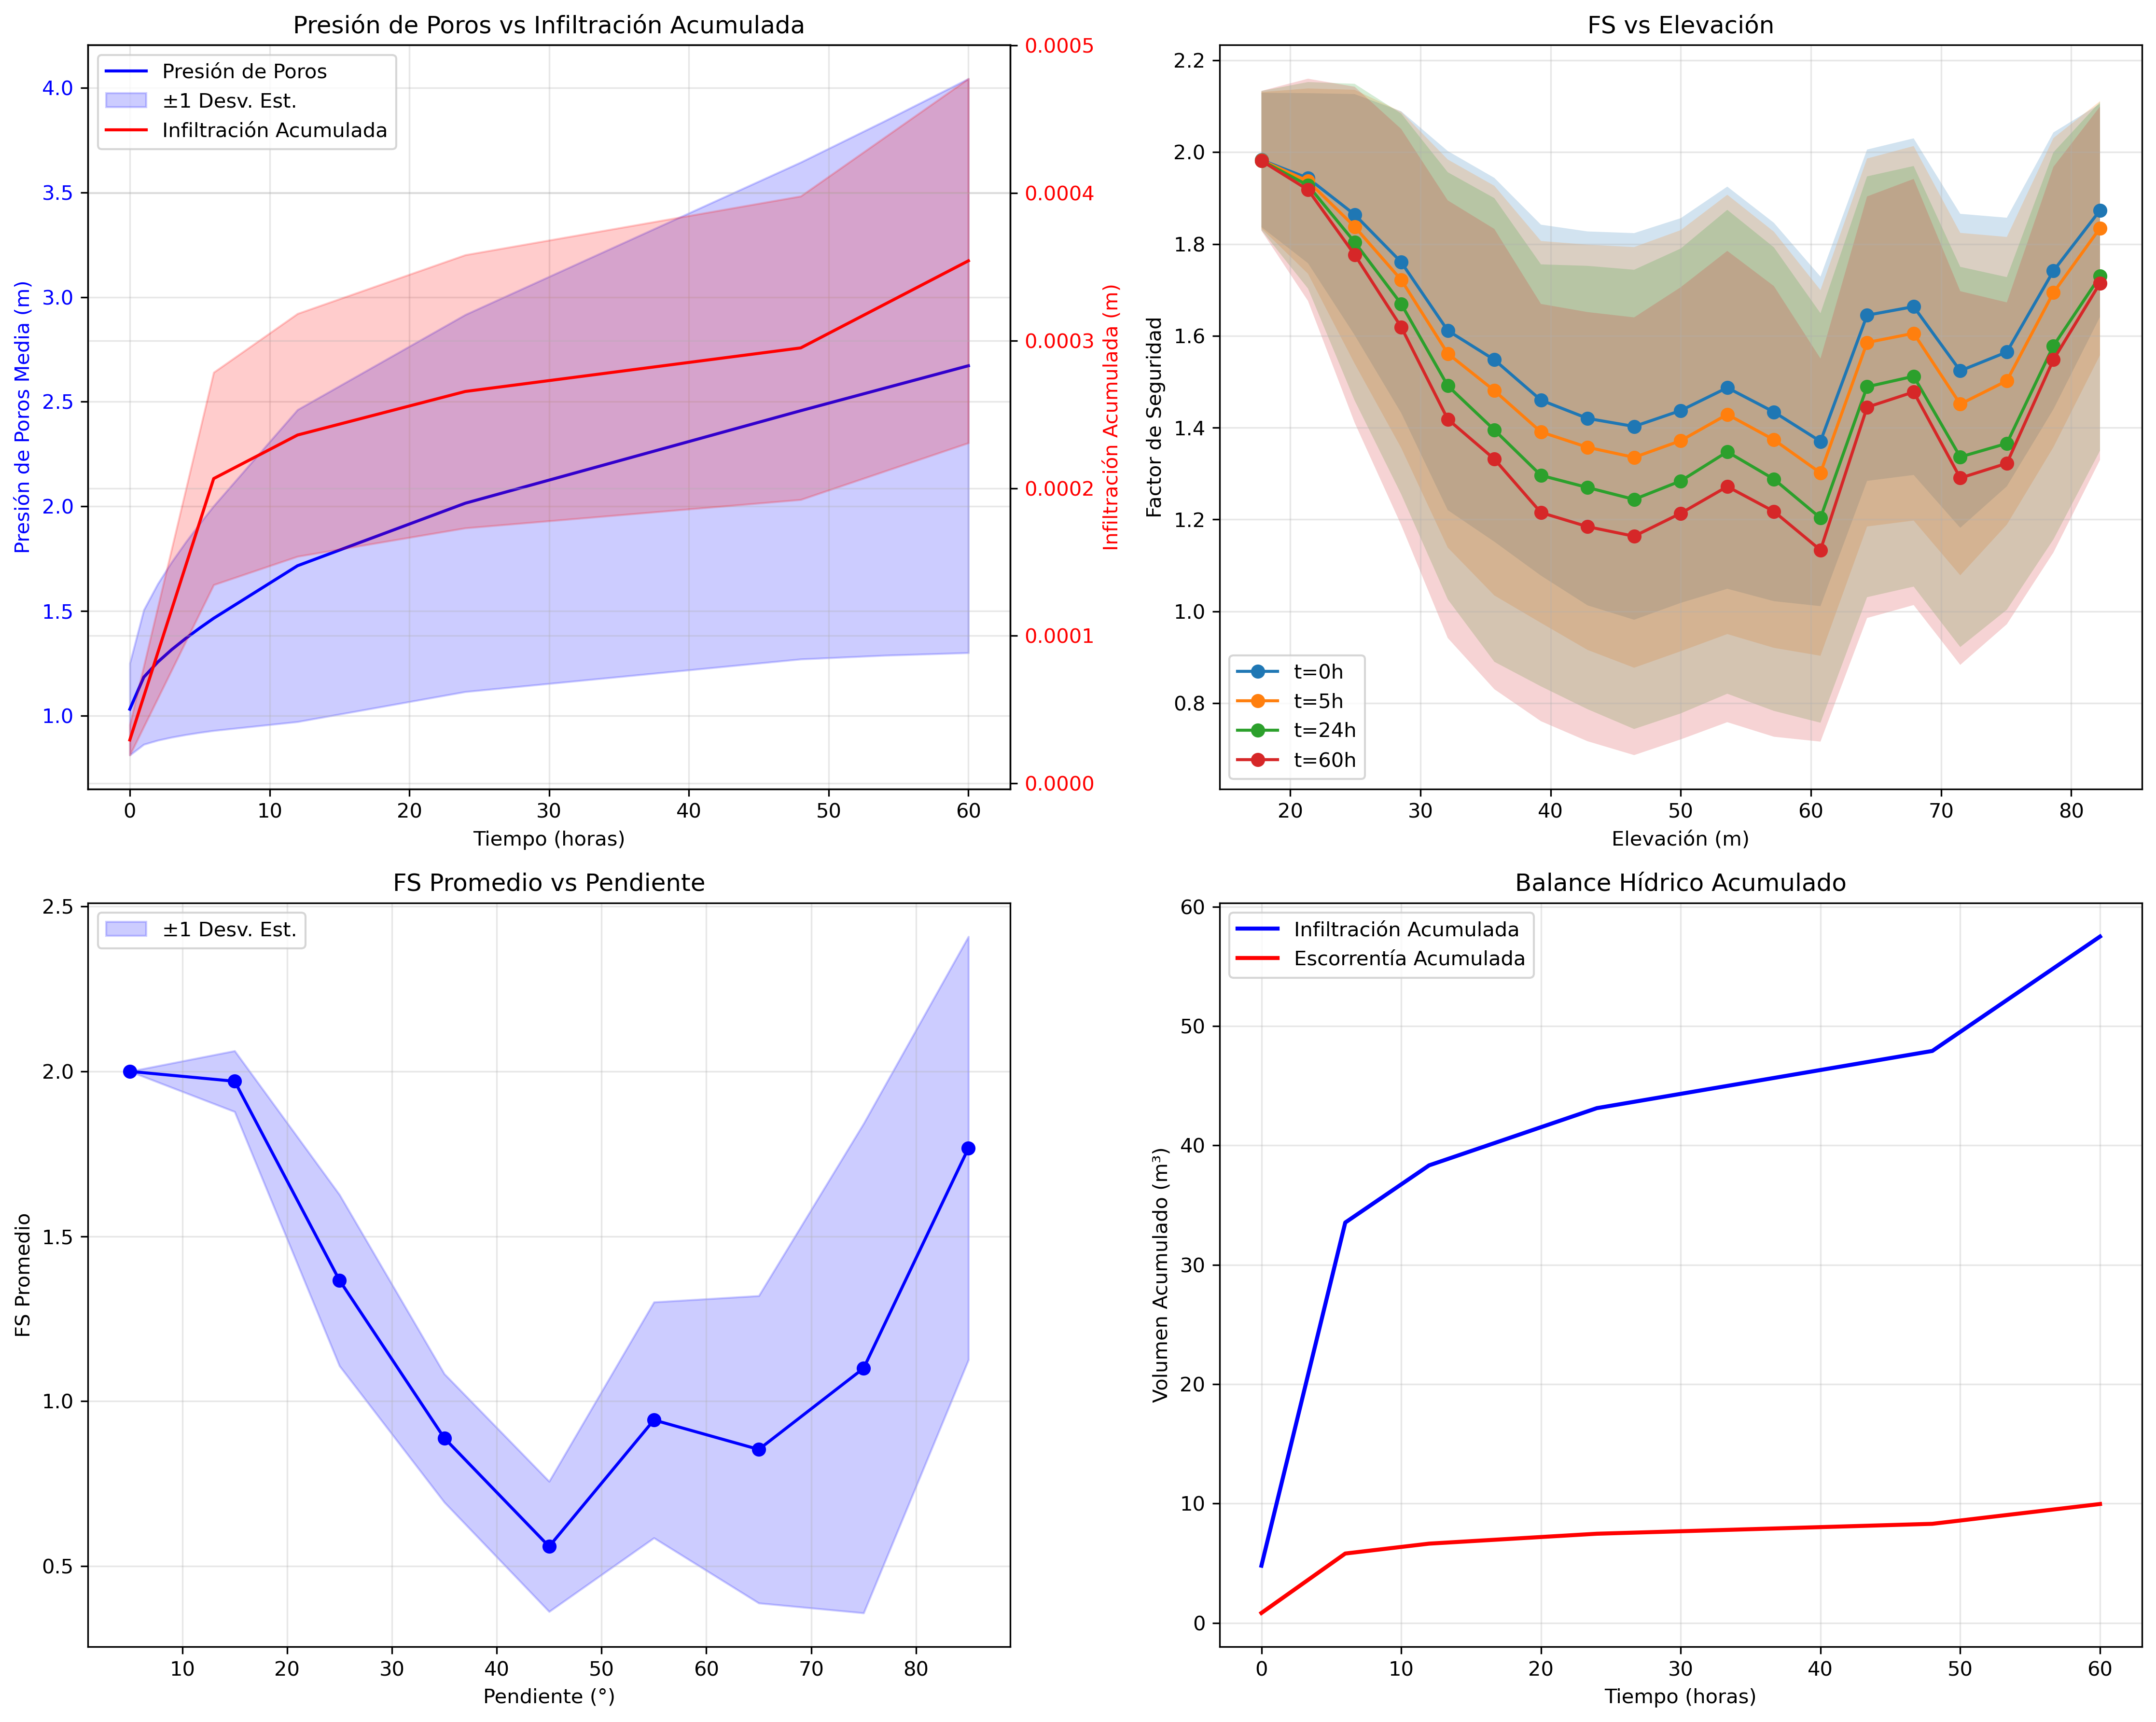 Presión de Poros vs Infiltración Acumulada
Presión de Poros
±1 Desv. Est.
Infiltración Acumulada
Presión de Poros Media (m)
4.0
3.5
3.0
2.5
2.0
1.5
1.0
0.0005
0.0004
0.0003
0.0002
0.0001
0.0000
Infiltración Acumulada (m)
0 10 20 30 40 50 60
Tiempo (horas)
FS vs Elevación
Factor de Seguridad
2.2
2.0
1.8
1.6
1.4
1.2
1.0
0.8
t=0h
t=5h
t=24h
t=60h
20 30 40 50 60 70 80
Elevación (m)
FS Promedio vs Pendiente
±1 Desv. Est.
FS Promedio
2.5
2.0
1.5
1.0
0.5
10 20 30 40 50 60 70 80
Pendiente (°)
Balance Hídrico Acumulado
Infiltración Acumulada
Escorrentía Acumulada
Volumen Acumulado (m³)
60
50
40
30
20
10
0
0 10 20 30 40 50 60
Tiempo (horas)